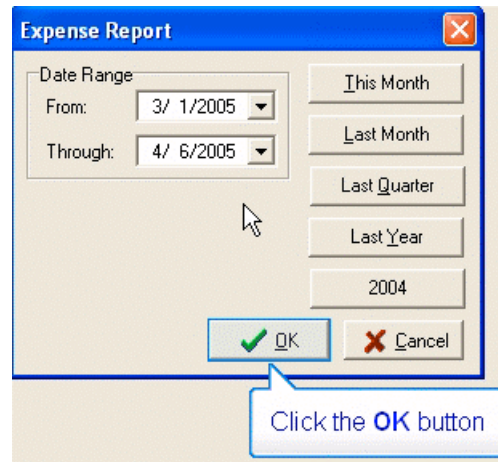 Expense Report
Date Range
From: 3/ 1/2005
Through: 4/ 6/2005
This Month
Last Month
Last Quarter
Last Year
2004
OK
Cancel
Click the OK button